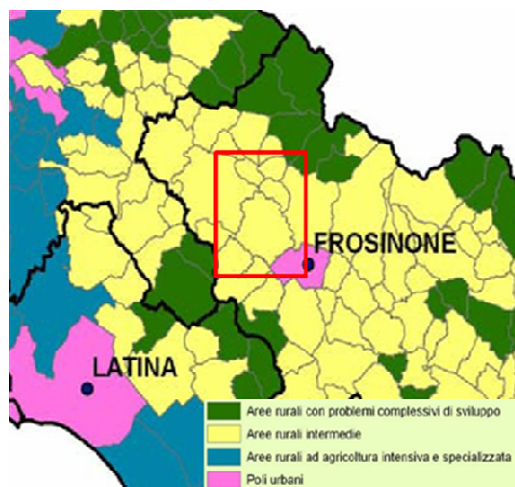 FROSINONE
LATINA
Aree rurali con problemi complessivi di sviluppo
Aree rurali intermedie
Aree rurali ad agricoltura intensiva e specializzata
Poli urbani